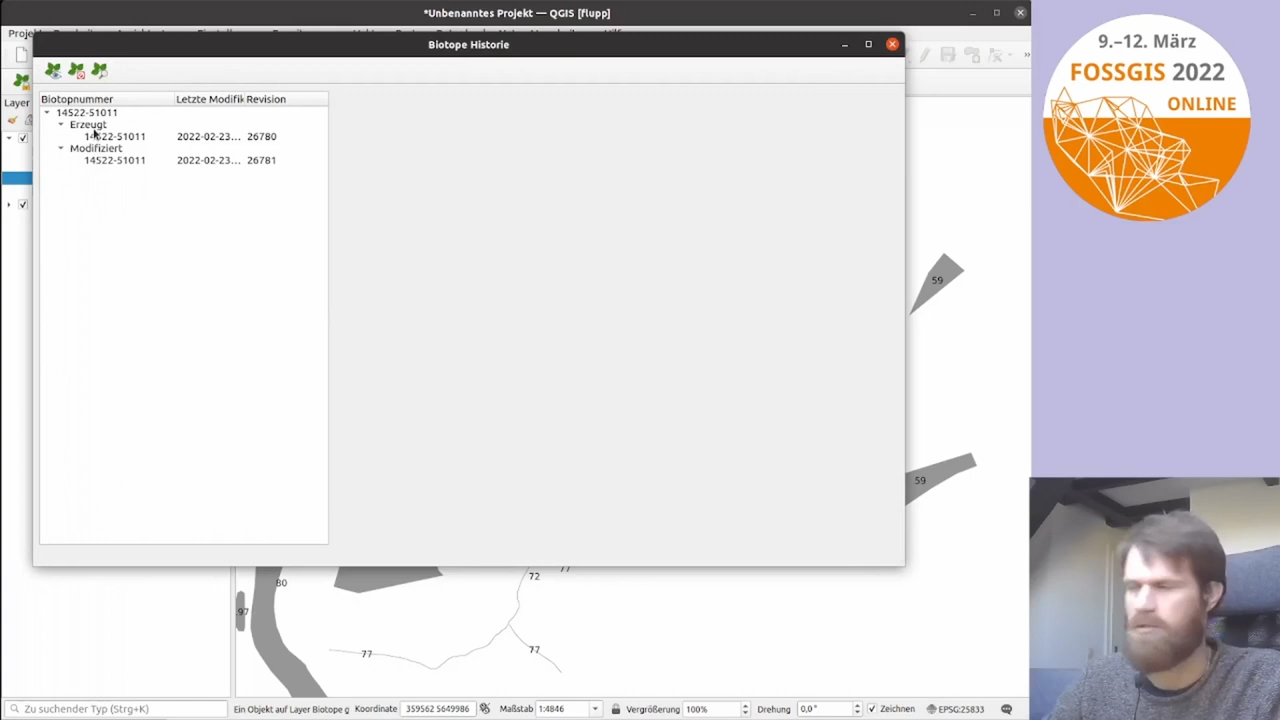 *Unbenanntes Projekt — QGIS [flupp]
Biotope Historie
Biotopnummer Letzte Modifik Revision
14522-51011
Erzeugt
14522-51011 2022-02-23... 26780
Modifiziert
14522-51011 2022-02-23... 26781
Layer
59
59
80
72
77
97
77
77
Zu suchender Typ (Strg+K) Ein Objekt auf Layer Biotope g Koordinate 359562 5649986 Maßstab 1:4846 Vergrößerung 100% Drehung 0,0° Zeichnen EPSG:25833
9.–12. März
FOSSGIS 2022
ONLINE